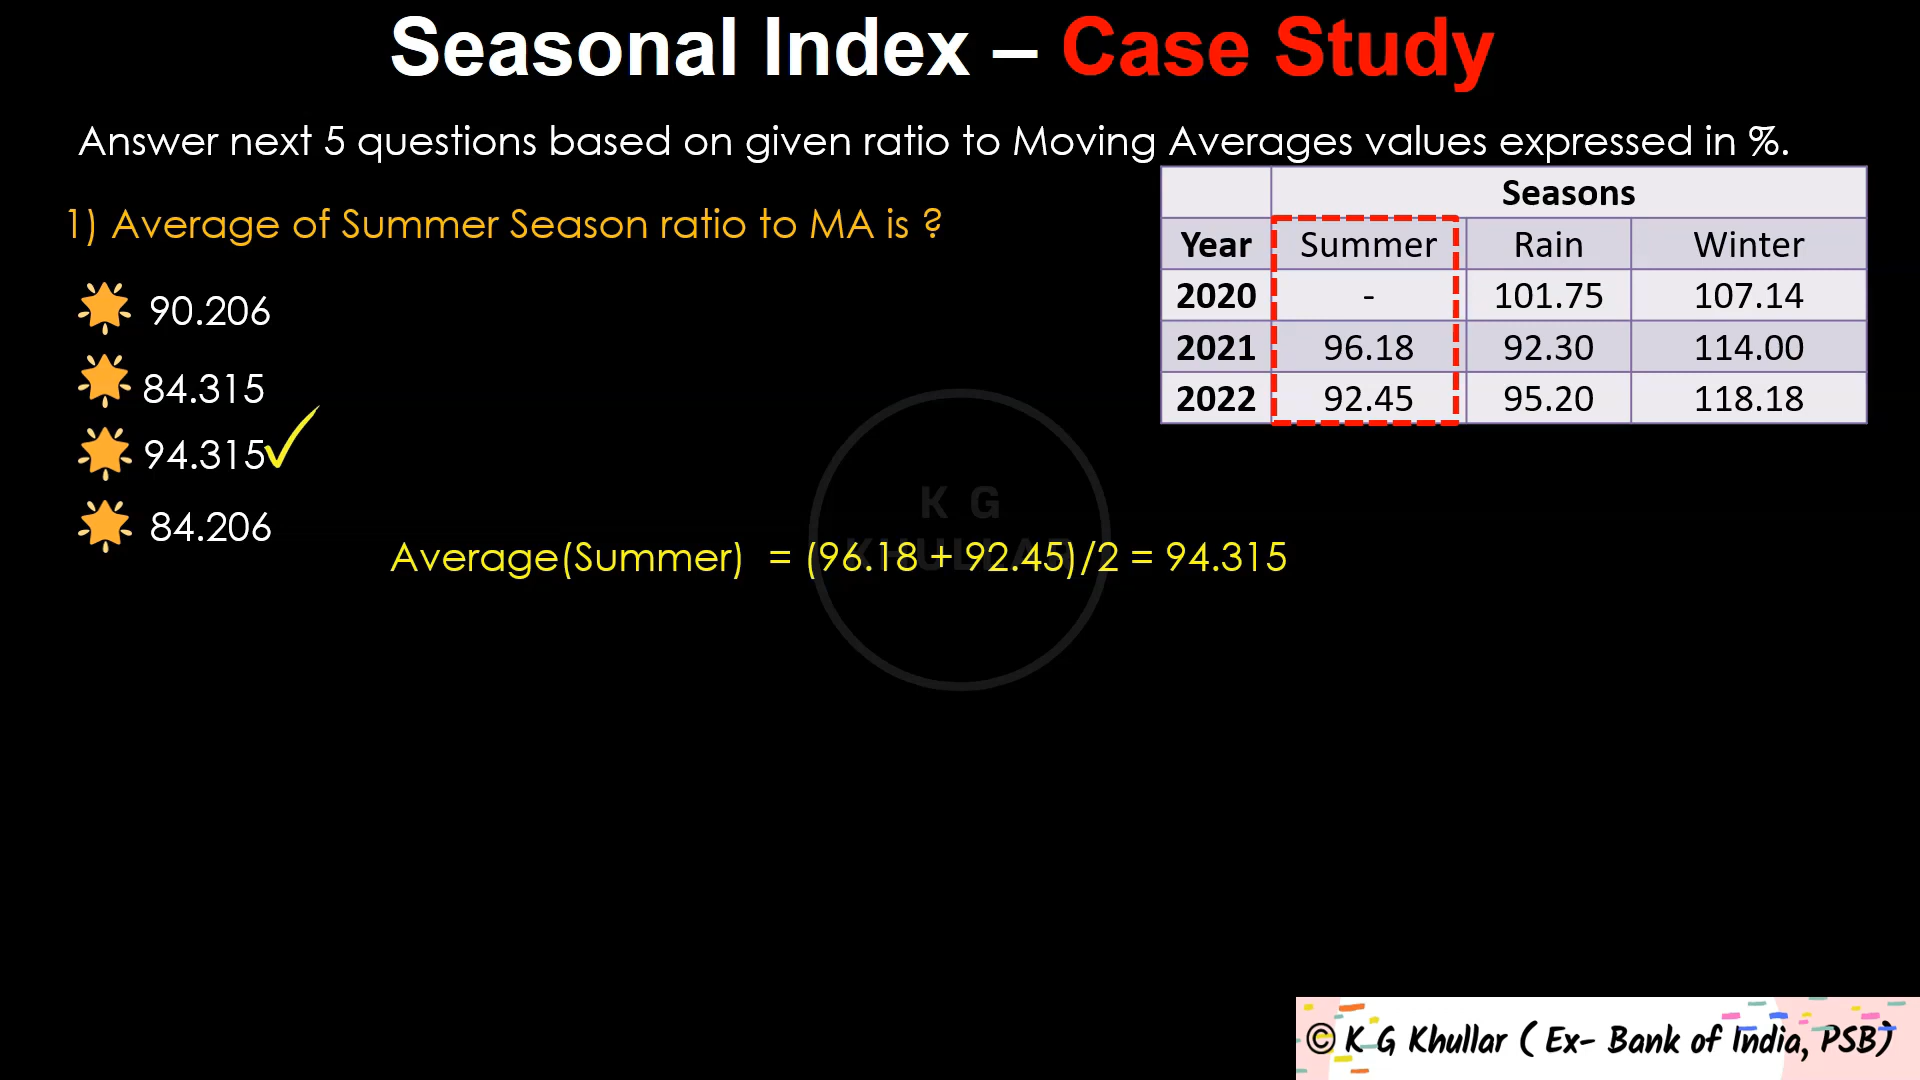 Seasonal Index – Case Study
Answer next 5 questions based on given ratio to Moving Averages values expressed in %.
1) Average of Summer Season ratio to MA is ?
90.206
84.315
94.315
84.206
Seasons
Year Summer Rain Winter
2020 - 101.75 107.14
2021 96.18 92.30 114.00
2022 92.45 95.20 118.18
K G
KHULLAR
Average(Summer) = (96.18 + 92.45)/2 = 94.315
© K G Khullar ( Ex- Bank of India, PSB)